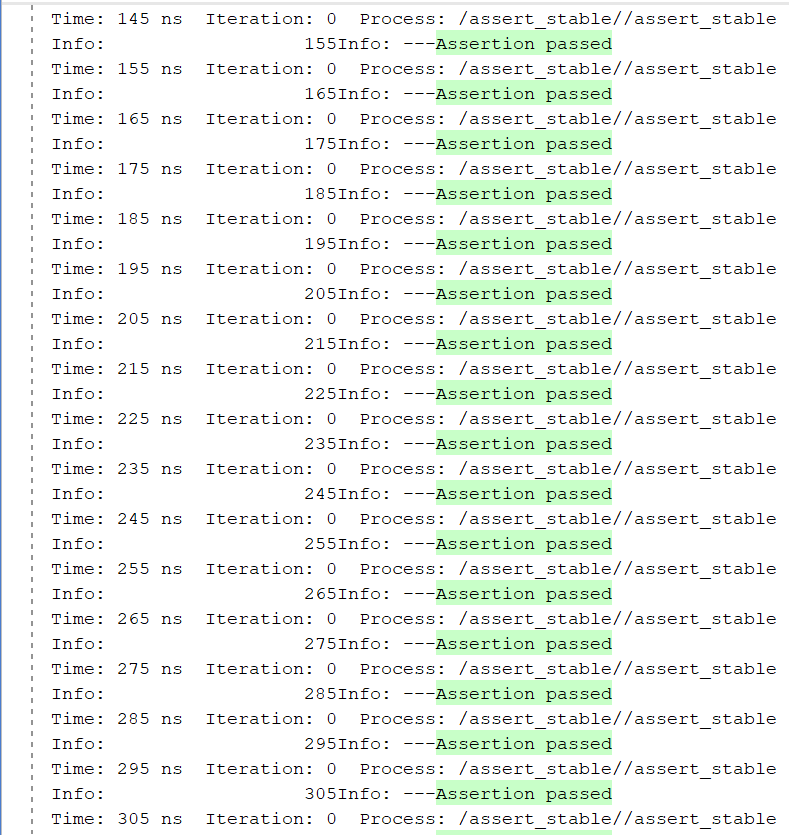 Time: 145 ns  Iteration: 0  Process: /assert_stable//assert_stable
Info:                  155Info: ---Assertion passed
Time: 155 ns  Iteration: 0  Process: /assert_stable//assert_stable
Info:                  165Info: ---Assertion passed
Time: 165 ns  Iteration: 0  Process: /assert_stable//assert_stable
Info:                  175Info: ---Assertion passed
Time: 175 ns  Iteration: 0  Process: /assert_stable//assert_stable
Info:                  185Info: ---Assertion passed
Time: 185 ns  Iteration: 0  Process: /assert_stable//assert_stable
Info:                  195Info: ---Assertion passed
Time: 195 ns  Iteration: 0  Process: /assert_stable//assert_stable
Info:                  205Info: ---Assertion passed
Time: 205 ns  Iteration: 0  Process: /assert_stable//assert_stable
Info:                  215Info: ---Assertion passed
Time: 215 ns  Iteration: 0  Process: /assert_stable//assert_stable
Info:                  225Info: ---Assertion passed
Time: 225 ns  Iteration: 0  Process: /assert_stable//assert_stable
Info:                  235Info: ---Assertion passed
Time: 235 ns  Iteration: 0  Process: /assert_stable//assert_stable
Info:                  245Info: ---Assertion passed
Time: 245 ns  Iteration: 0  Process: /assert_stable//assert_stable
Info:                  255Info: ---Assertion passed
Time: 255 ns  Iteration: 0  Process: /assert_stable//assert_stable
Info:                  265Info: ---Assertion passed
Time: 265 ns  Iteration: 0  Process: /assert_stable//assert_stable
Info:                  275Info: ---Assertion passed
Time: 275 ns  Iteration: 0  Process: /assert_stable//assert_stable
Info:                  285Info: ---Assertion passed
Time: 285 ns  Iteration: 0  Process: /assert_stable//assert_stable
Info:                  295Info: ---Assertion passed
Time: 295 ns  Iteration: 0  Process: /assert_stable//assert_stable
Info:                  305Info: ---Assertion passed
Time: 305 ns  Iteration: 0  Process: /assert_stable//assert_stable